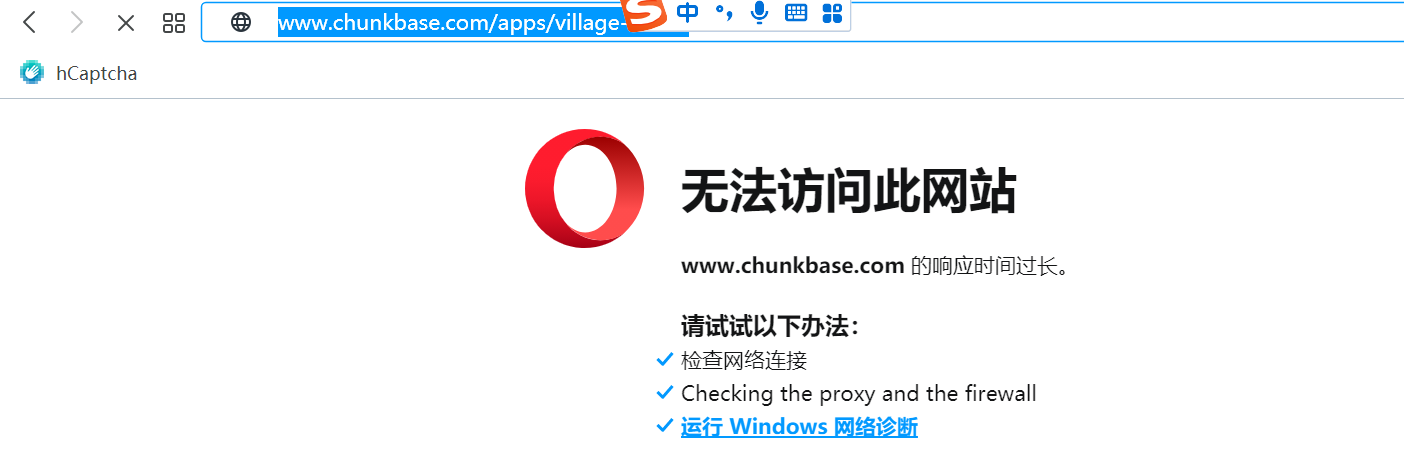 www.chunkbase.com/apps/village-
中
hCaptcha
无法访问此网站
www.chunkbase.com 的响应时间过长。
请试试以下办法：
检查网络连接
Checking the proxy and the firewall
运行 Windows 网络诊断